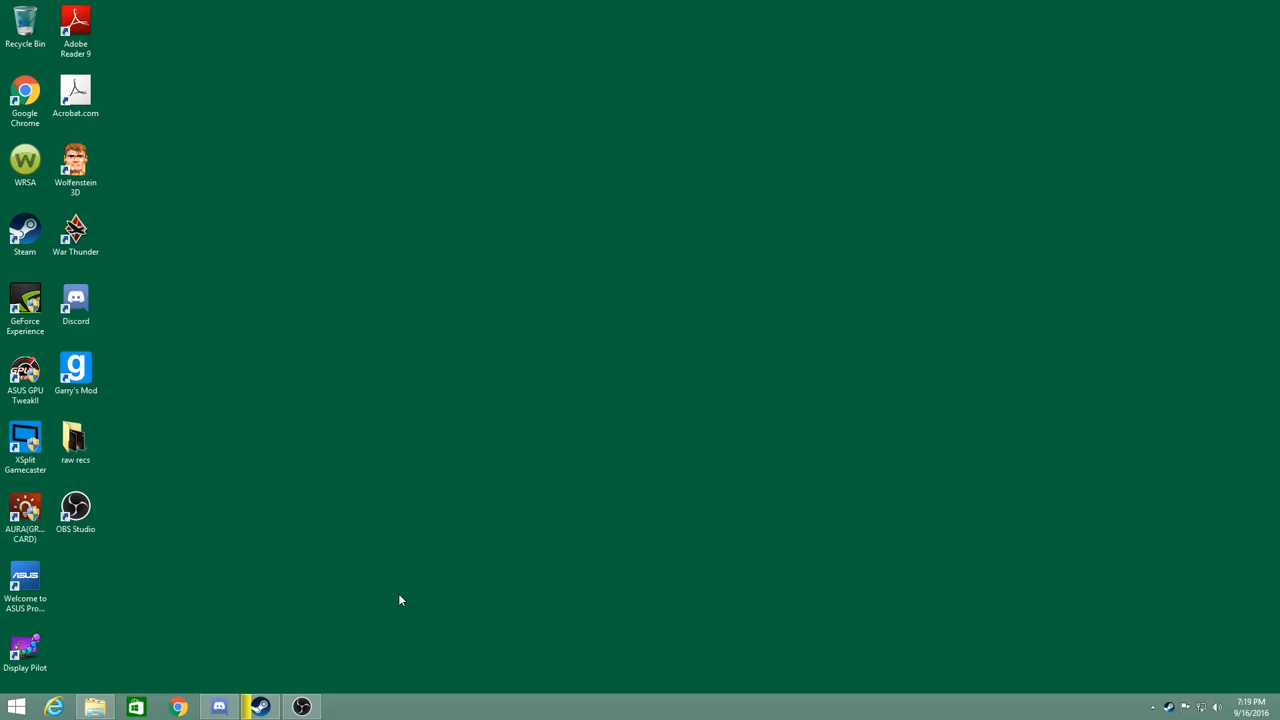 Recycle Bin
Adobe
Reader 9
Google
Chrome
Acrobat.com
W
WRSA
Wolfenstein
3D
Steam
War Thunder
GeForce
Experience
Discord
GPU
ASUS GPU
TweakII
g
Garry's Mod
XSplit
Gamecaster
raw recs
AURA(GR...
CARD)
OBS Studio
ASUS
Welcome to
ASUS Pro...
Display Pilot
7:19 PM
9/16/2016